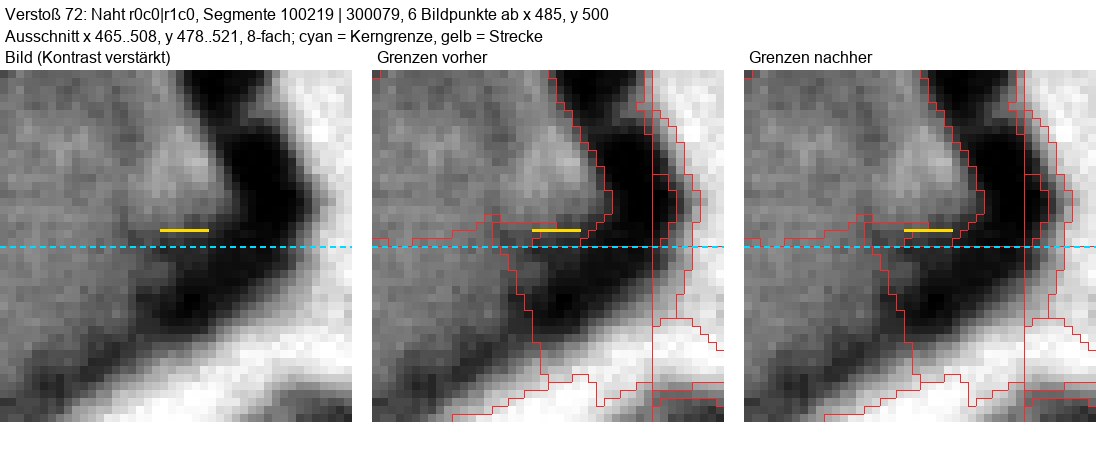 Verstoß 72: Naht r0c0|r1c0, Segmente 100219 | 300079, 6 Bildpunkte ab x 485, y 500
Ausschnitt x 465..508, y 478..521, 8-fach; cyan = Kerngrenze, gelb = Strecke
Bild (Kontrast verstärkt)
Grenzen vorher
Grenzen nachher